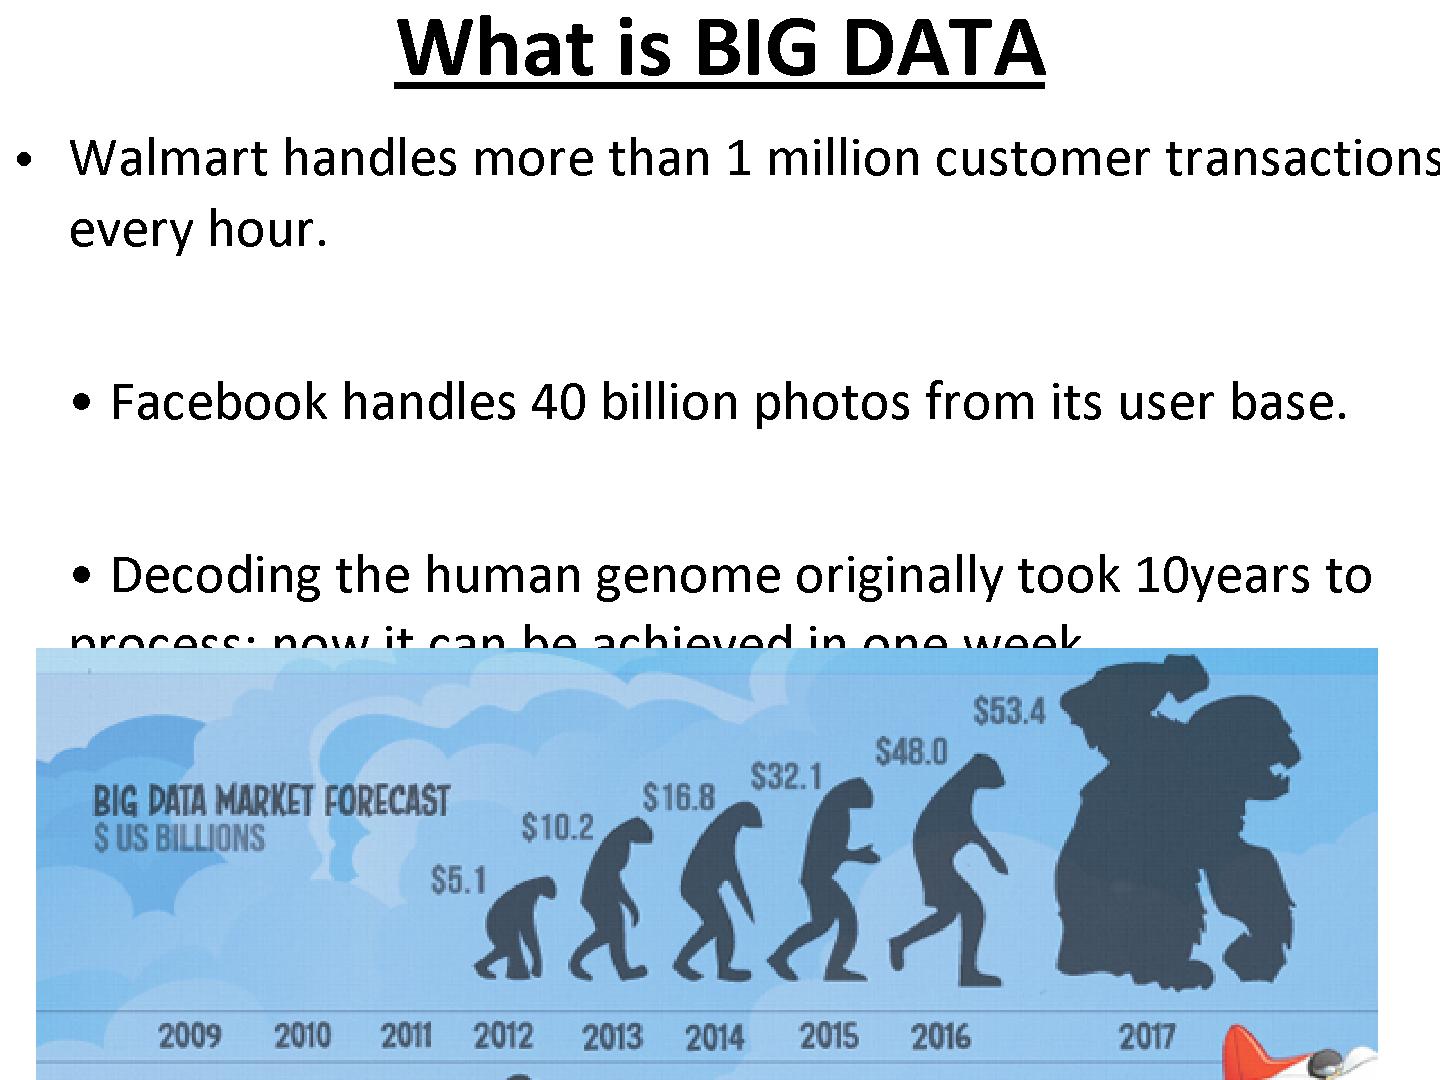 What is BIG DATA
• Walmart handles more than 1 million customer transactions
every hour.
• Facebook handles 40 billion photos from its user base.
• Decoding the human genome originally took 10years to
process; now it can be achieved in one week
BIG DATA MARKET FORECAST
$ US BILLIONS
$5.1
$10.2
$16.8
$32.1
$48.0
$53.4
2009 2010 2011 2012 2013 2014 2015 2016 2017